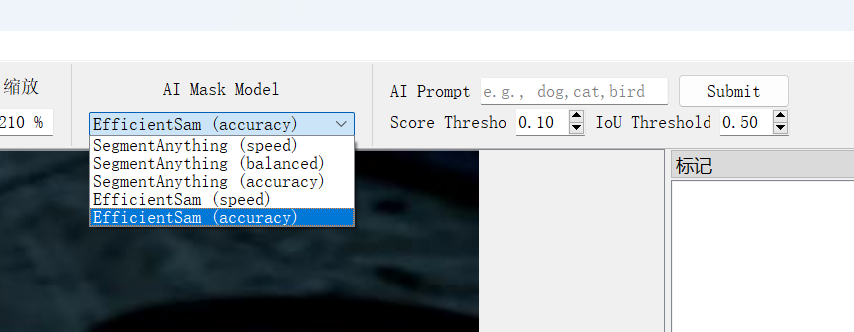 缩放
210 %
AI Mask Model
EfficientSam (accuracy)
SegmentAnything (speed)
SegmentAnything (balanced)
SegmentAnything (accuracy)
EfficientSam (speed)
EfficientSam (accuracy)
AI Prompt e.g., dog,cat,bird Submit
Score Thresho 0.10 IoU Threshold 0.50
标记